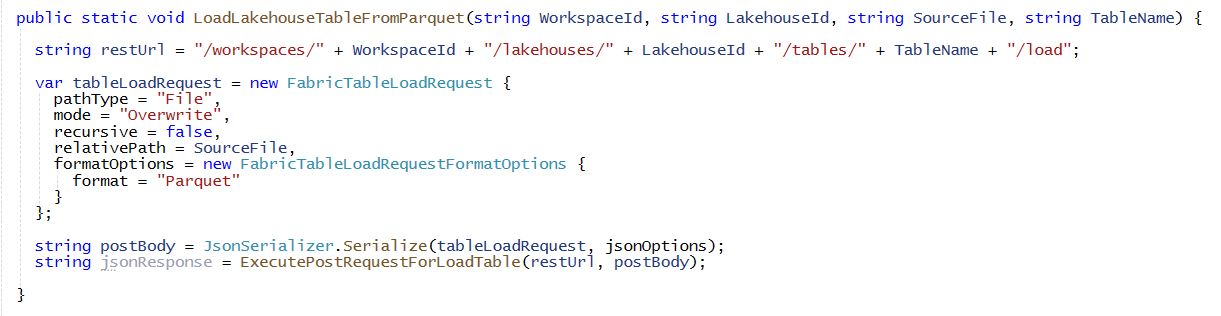 public static void LoadLakehouseTableFromParquet(string WorkspaceId, string LakehouseId, string SourceFile, string TableName) {
string restUrl = "/workspaces/" + WorkspaceId + "/lakehouses/" + LakehouseId + "/tables/" + TableName + "/load";
var tableLoadRequest = new FabricTableLoadRequest {
pathType = "File",
mode = "Overwrite",
recursive = false,
relativePath = SourceFile,
formatOptions = new FabricTableLoadRequestFormatOptions {
format = "Parquet"
}
};
string postBody = JsonSerializer.Serialize(tableLoadRequest, jsonOptions);
string jsonResponse = ExecutePostRequestForLoadTable(restUrl, postBody);
}